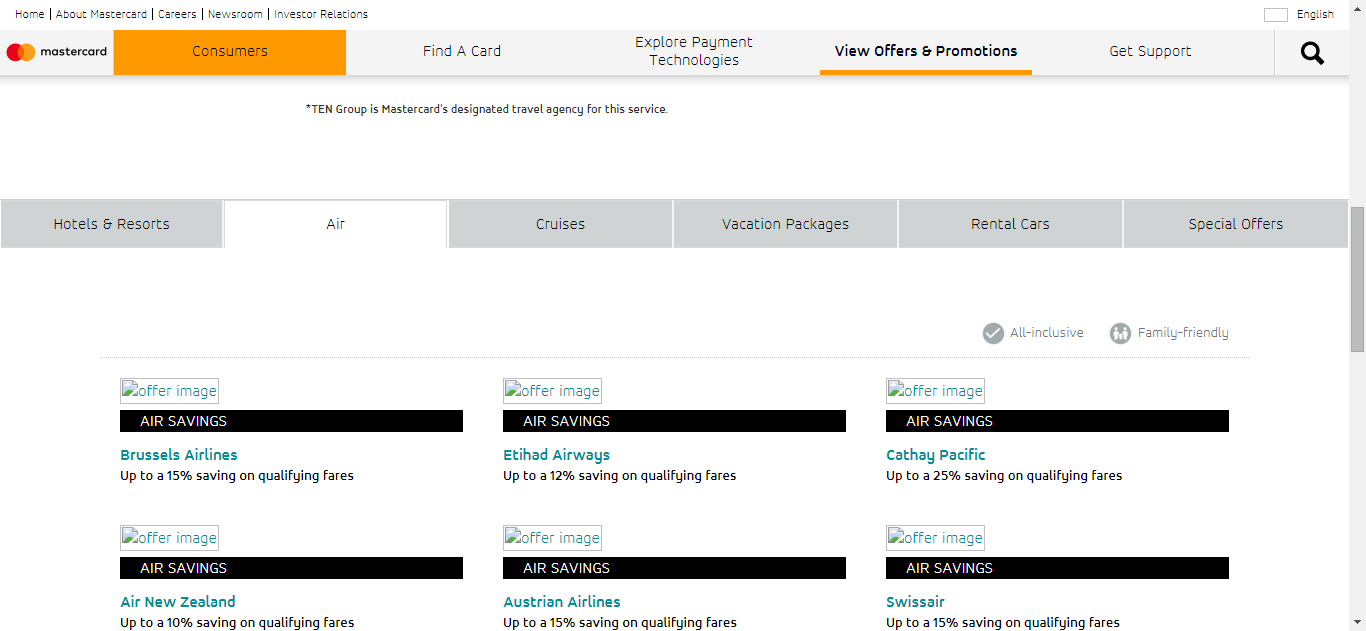 Home | About Mastercard | Careers | Newsroom | Investor Relations
English
mastercard
Consumers
Find A Card
Explore Payment
Technologies
View Offers & Promotions
Get Support
*TEN Group is Mastercard's designated travel agency for this service.
Hotels & Resorts
Air
Cruises
Vacation Packages
Rental Cars
Special Offers
All-inclusive
Family-friendly
offer image
AIR SAVINGS
Brussels Airlines
Up to a 15% saving on qualifying fares
offer image
AIR SAVINGS
Etihad Airways
Up to a 12% saving on qualifying fares
offer image
AIR SAVINGS
Cathay Pacific
Up to a 25% saving on qualifying fares
offer image
AIR SAVINGS
Air New Zealand
Up to a 10% saving on qualifying fares
offer image
AIR SAVINGS
Austrian Airlines
Up to a 15% saving on qualifying fares
offer image
AIR SAVINGS
Swissair
Up to a 15% saving on qualifying fares